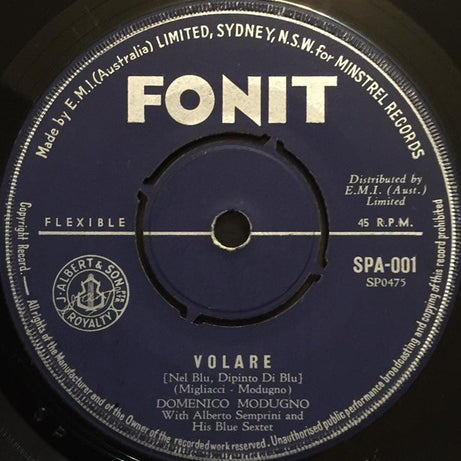 Made by E.M.I.(Australia) LIMITED, SYDNEY, N.S.W. for MINSTREL RECORDS
FONIT
Distributed by
E.M.I. (Aust.)
Limited
FLEXIBLE
45 R.P.M.
SPA-001
SP0475
J. ALBERT & SON PTY LTD
ROYALTY
VOLARE
[Nel Blu, Dipinto Di Blu]
(Migliacci - Modugno)
DOMENICO MODUGNO
With Alberto Semprini and
His Blue Sextet
Copyright Record.— All rights of the Manufacturer and of the Owner of the recorded work reserved. Unauthorised public performance broadcasting and copying of this record prohibited